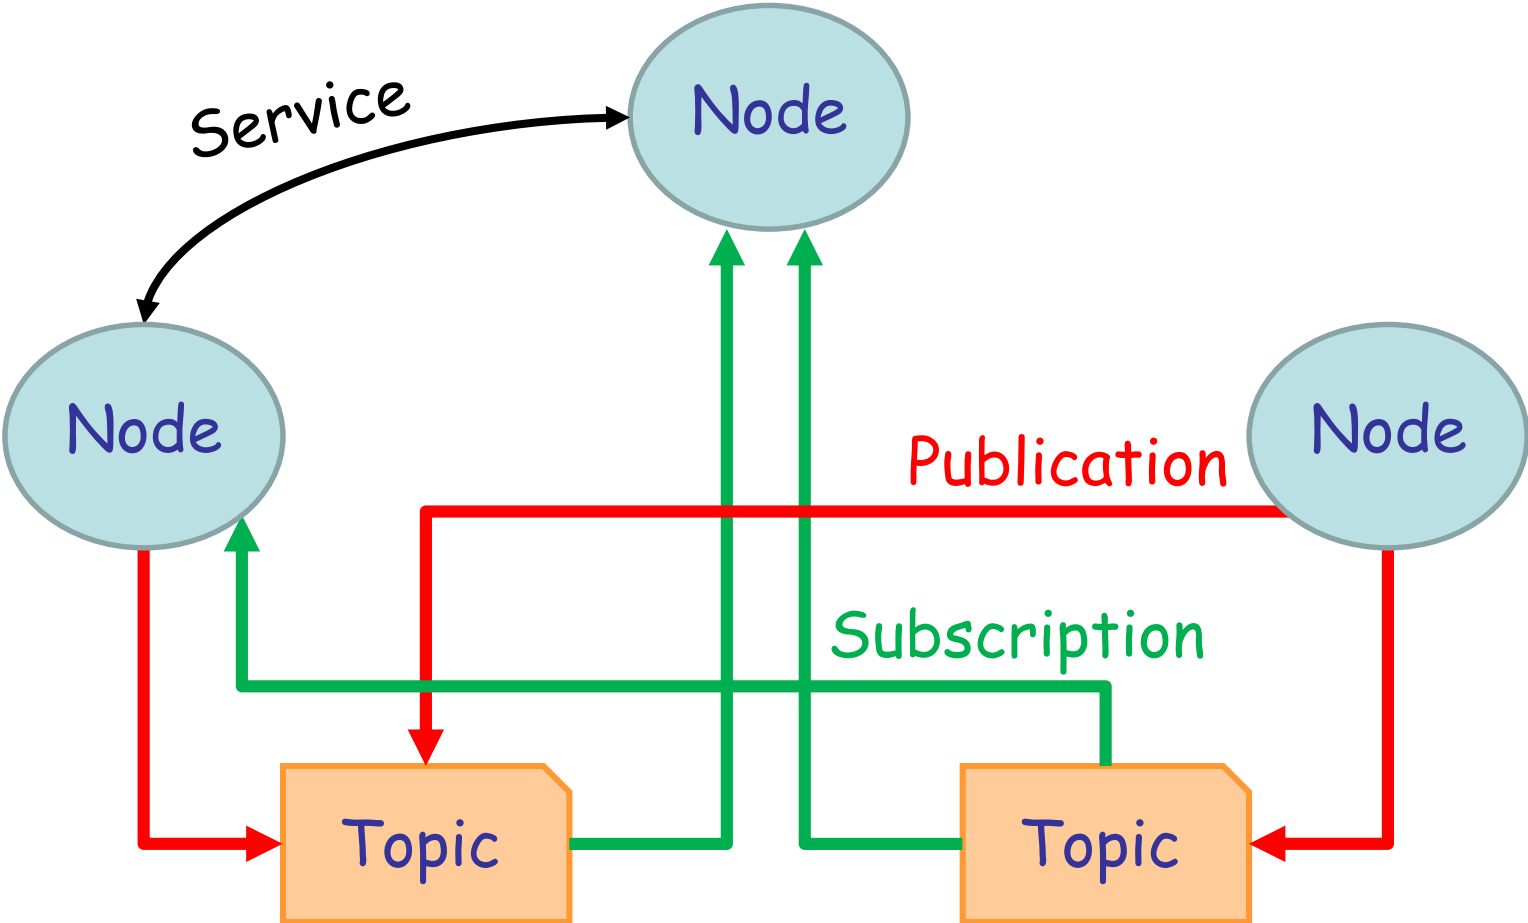 Service
Node
Node
Node
Publication
Subscription
Topic
Topic